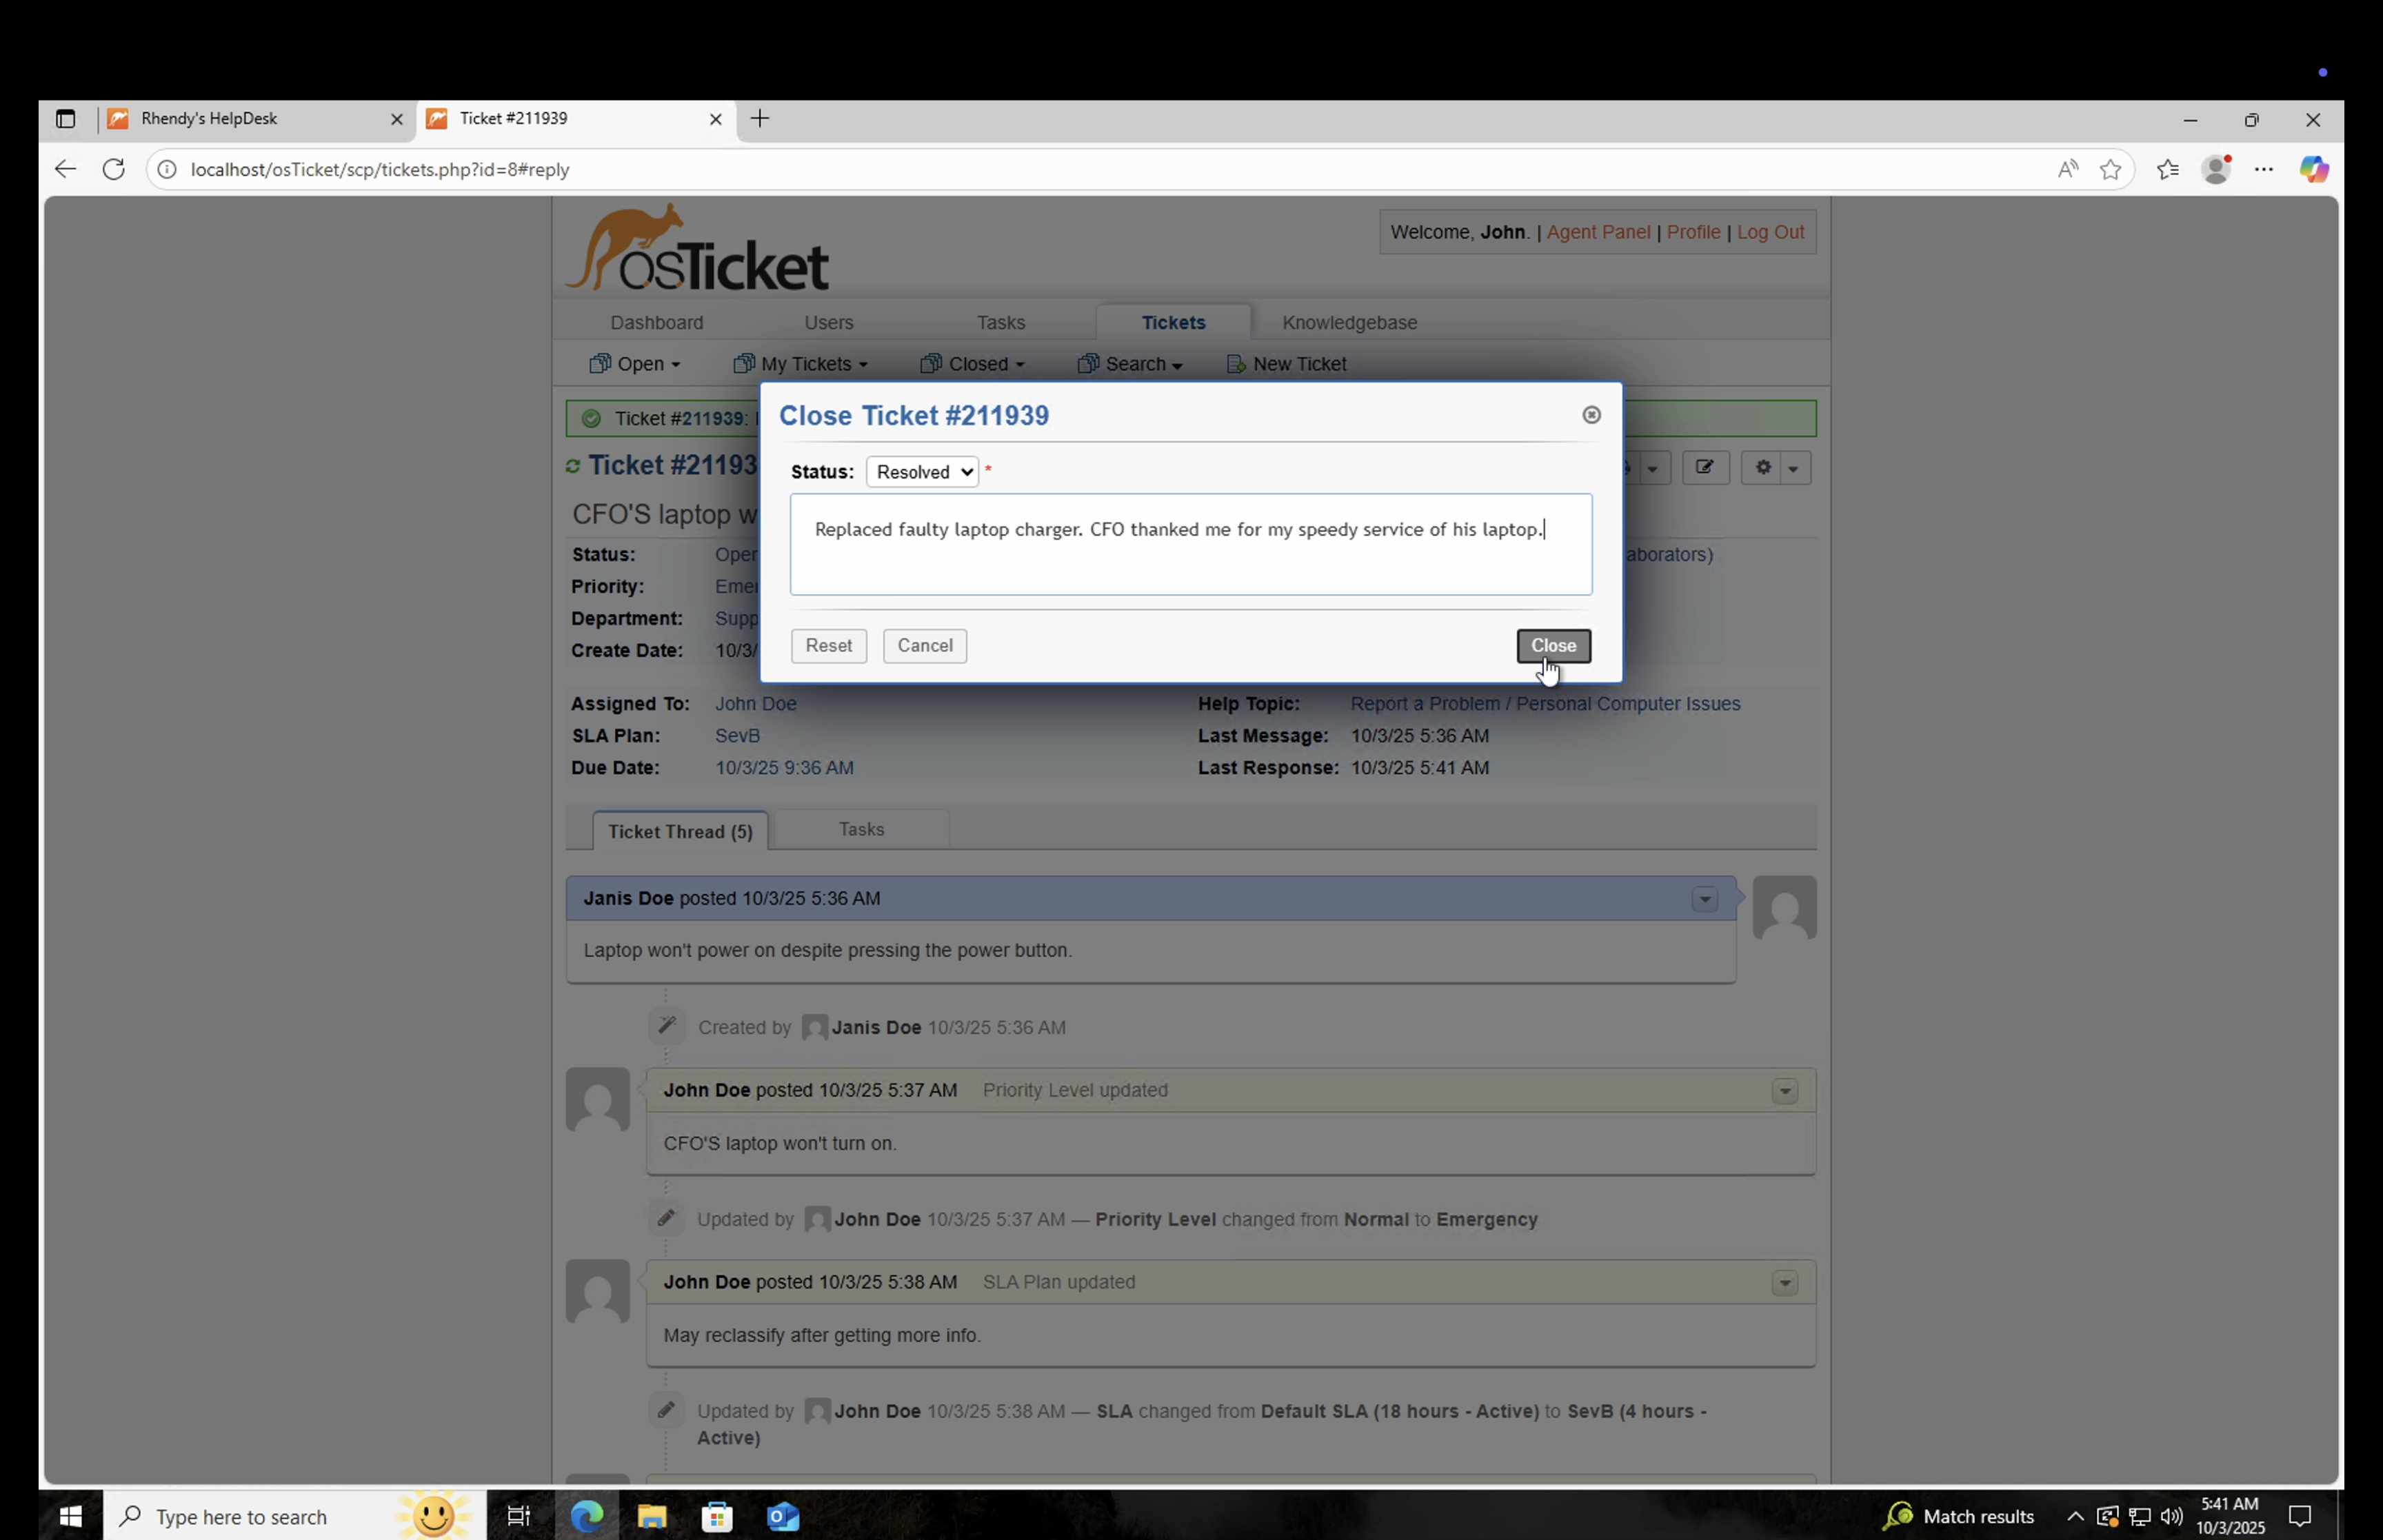 Rhendy's HelpDesk
Ticket #211939
localhost/osTicket/scp/tickets.php?id=8#reply
osTicket
Welcome, John. | Agent Panel | Profile | Log Out
Dashboard Users Tasks Tickets Knowledgebase
Open My Tickets Closed Search New Ticket
Ticket #211939:
Close Ticket #211939
Ticket #21193
Status: Resolved *
CFO'S laptop w
Replaced faulty laptop charger. CFO thanked me for my speedy service of his laptop.
Status: Oper aborators)
Priority: Emer
Department: Supp
Create Date: 10/3/
Reset Cancel Close
Assigned To: John Doe Help Topic: Report a Problem / Personal Computer Issues
SLA Plan: SevB Last Message: 10/3/25 5:36 AM
Due Date: 10/3/25 9:36 AM Last Response: 10/3/25 5:41 AM
Ticket Thread (5) Tasks
Janis Doe posted 10/3/25 5:36 AM
Laptop won't power on despite pressing the power button.
Created by Janis Doe 10/3/25 5:36 AM
John Doe posted 10/3/25 5:37 AM Priority Level updated
CFO'S laptop won't turn on.
Updated by John Doe 10/3/25 5:37 AM — Priority Level changed from Normal to Emergency
John Doe posted 10/3/25 5:38 AM SLA Plan updated
May reclassify after getting more info.
Updated by John Doe 10/3/25 5:38 AM — SLA changed from Default SLA (18 hours - Active) to SevB (4 hours -
Active)
Type here to search
Match results
5:41 AM
10/3/2025